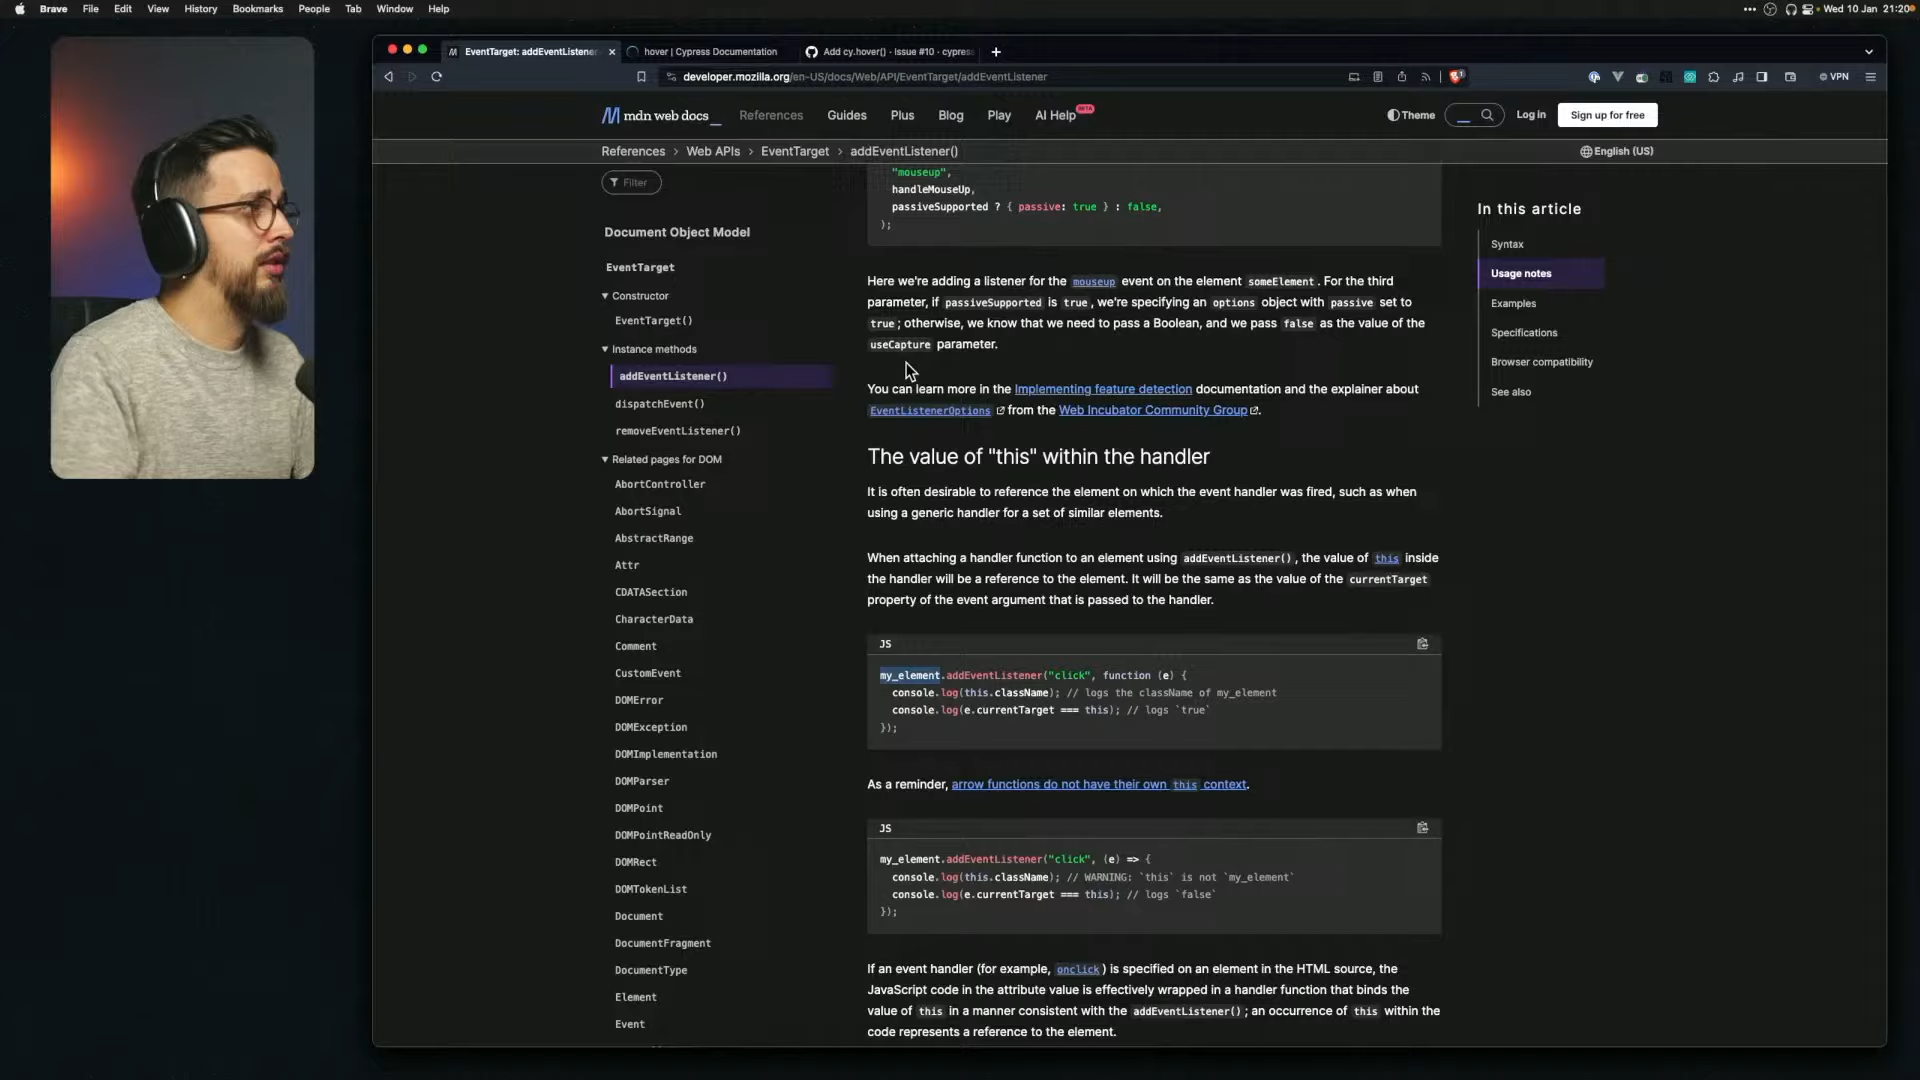 Brave File Edit View History Bookmarks People Tab Window Help
Wed 10 Jan 21:20
EventTarget: addEventListene
hover | Cypress Documentation
Add cy.hover() · Issue #10 · cypres
developer.mozilla.org/en-US/docs/Web/API/EventTarget/addEventListener
VPN
mdn web docs_
References
Guides
Plus
Blog
Play
AI Help
BETA
Theme
Log in
Sign up for free
References > Web APIs > EventTarget > addEventListener()
English (US)
Filter
Document Object Model
EventTarget
Constructor
EventTarget()
Instance methods
addEventListener()
dispatchEvent()
removeEventListener()
Related pages for DOM
AbortController
AbortSignal
AbstractRange
Attr
CDATASection
CharacterData
Comment
CustomEvent
DOMError
DOMException
DOMImplementation
DOMParser
DOMPoint
DOMPointReadOnly
DOMRect
DOMTokenList
Document
DocumentFragment
DocumentType
Element
Event
"mouseup",
handleMouseUp,
passiveSupported ? { passive: true } : false,
);
Here we're adding a listener for the mouseup event on the element someElement. For the third
parameter, if passiveSupported is true, we're specifying an options object with passive set to
true; otherwise, we know that we need to pass a Boolean, and we pass false as the value of the
useCapture parameter.
You can learn more in the Implementing feature detection documentation and the explainer about
EventListenerOptions from the Web Incubator Community Group.
The value of "this" within the handler
It is often desirable to reference the element on which the event handler was fired, such as when
using a generic handler for a set of similar elements.
When attaching a handler function to an element using addEventListener(), the value of this inside
the handler will be a reference to the element. It will be the same as the value of the currentTarget
property of the event argument that is passed to the handler.
JS
my_element.addEventListener("click", function (e) {
console.log(this.className); // logs the className of my_element
console.log(e.currentTarget === this); // logs `true`
});
As a reminder, arrow functions do not have their own this context.
JS
my_element.addEventListener("click", (e) => {
console.log(this.className); // WARNING: `this` is not `my_element`
console.log(e.currentTarget === this); // logs `false`
});
If an event handler (for example, onclick) is specified on an element in the HTML source, the
JavaScript code in the attribute value is effectively wrapped in a handler function that binds the
value of this in a manner consistent with the addEventListener(); an occurrence of this within the
code represents a reference to the element.
In this article
Syntax
Usage notes
Examples
Specifications
Browser compatibility
See also